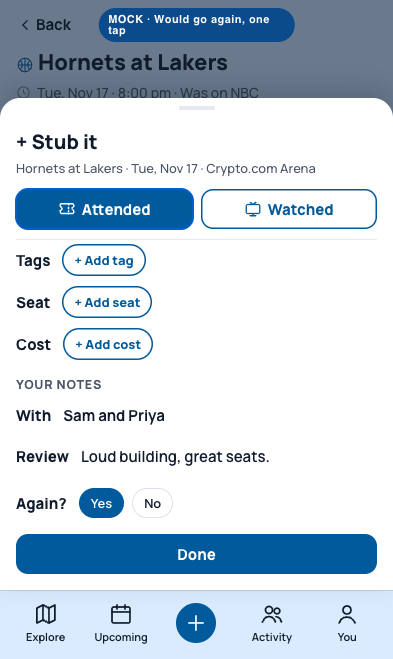 Back
MOCK · Would go again, one
tap
Hornets at Lakers
Tue, Nov 17 · 8:00 pm · Was on NBC
+ Stub it
Hornets at Lakers · Tue, Nov 17 · Crypto.com Arena
Attended
Watched
Tags + Add tag
Seat + Add seat
Cost + Add cost
YOUR NOTES
With Sam and Priya
Review Loud building, great seats.
Again? Yes No
Done
Explore Upcoming Activity You